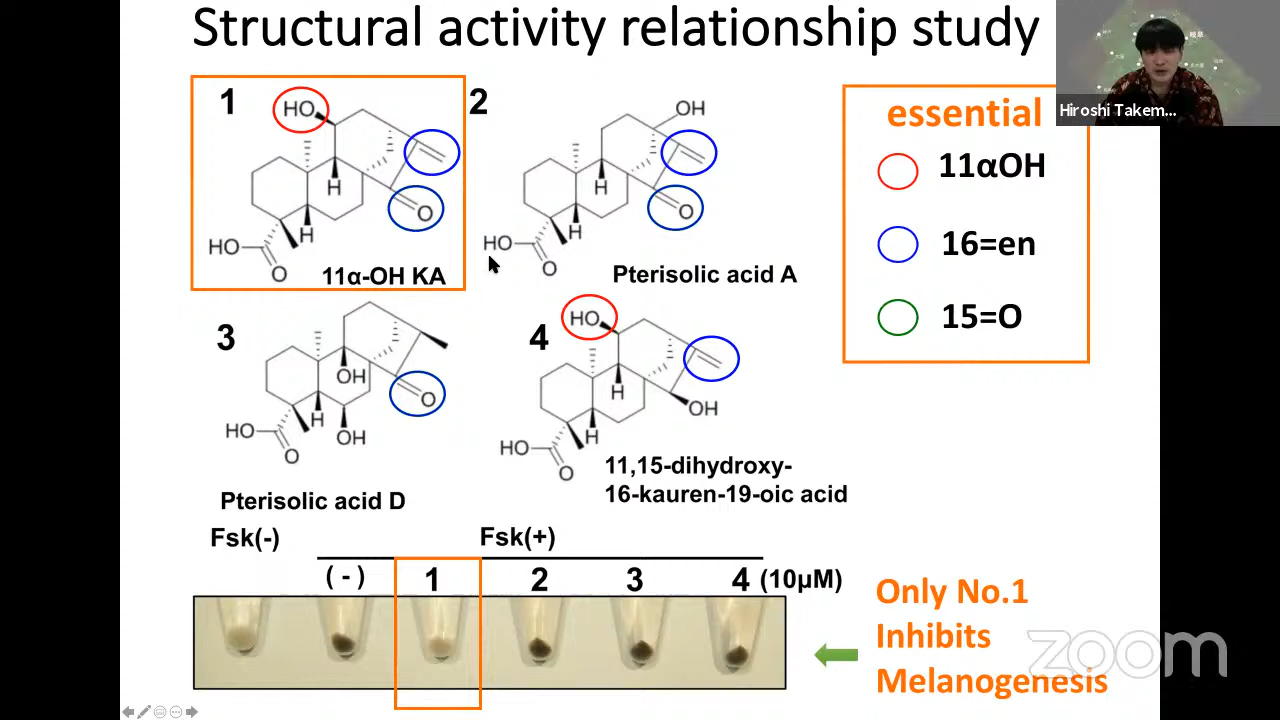 Structural activity relationship study
Hiroshi Takem...
1
HO
H
H
HO
O
O
11α-OH KA
2
OH
H
H
HO
O
O
Pterisolic acid A
essential
11αOH
16=en
15=O
3
OH
H
OH
HO
O
O
Pterisolic acid D
4
HO
H
H
OH
HO
O
11,15-dihydroxy-
16-kauren-19-oic acid
Fsk(-)
Fsk(+)
( - ) 1 2 3 4 (10µM)
Only No.1
Inhibits
Melanogenesis
zoom